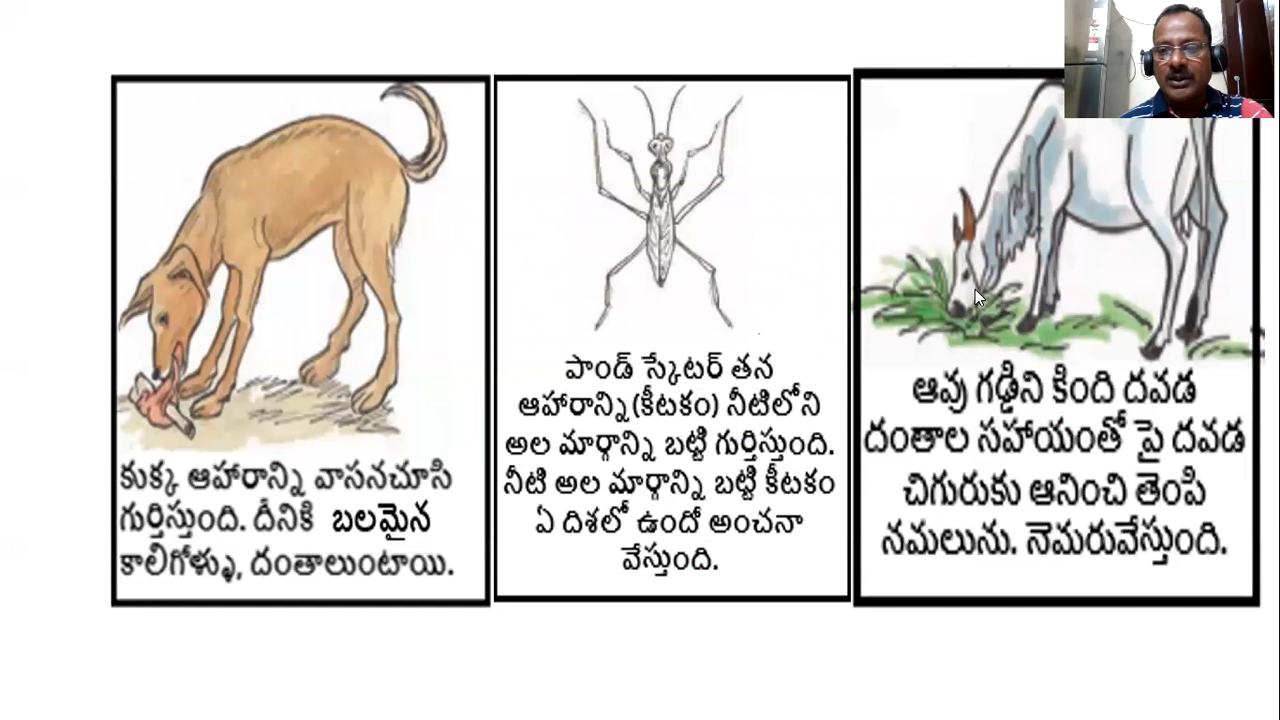 కుక్క ఆహారాన్ని వాసనచూసి
గుర్తిస్తుంది. దీనికి బలమైన
కాలిగోళ్ళు, దంతాలుంటాయి.
పాండ్ స్కేటర్ తన
ఆహారాన్ని(కీటకం) నీటిలోని
అల మార్గాన్ని బట్టి గుర్తిస్తుంది.
నీటి అల మార్గాన్ని బట్టి కీటకం
ఏ దిశలో ఉందో అంచనా
వేస్తుంది.
ఆవు గడ్డిని కింది దవడ
దంతాల సహాయంతో పై దవడ
చిగురుకు ఆనించి తెంపి
నమలును. నెమరువేస్తుంది.